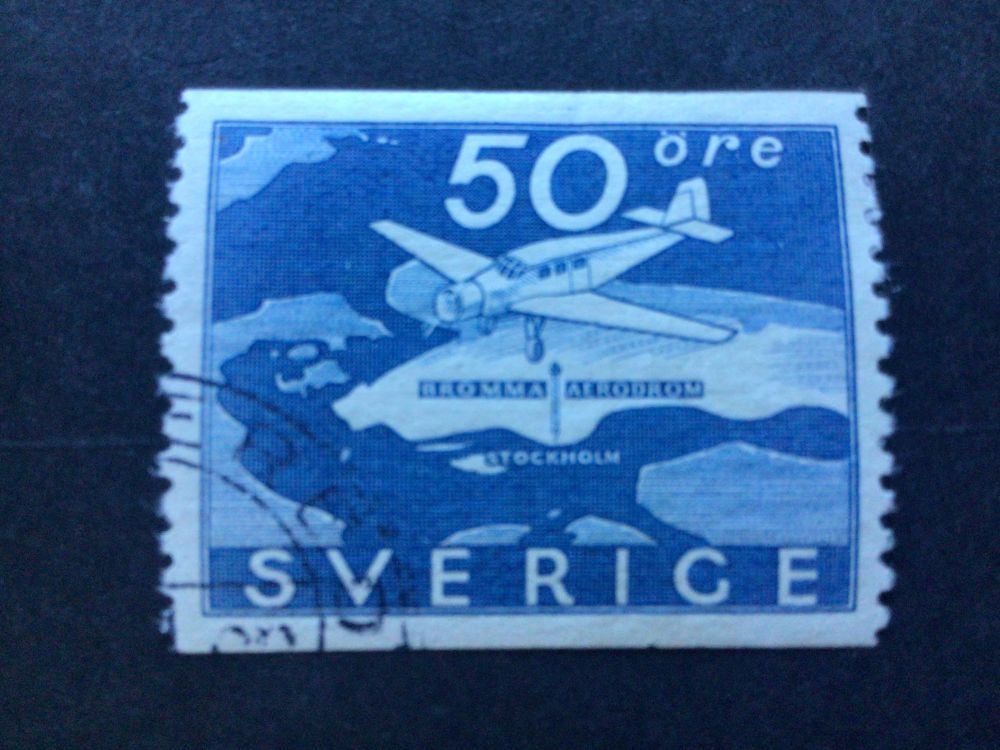 50 öre
BROMMA AERODROM
STOCKHOLM
SVERIGE